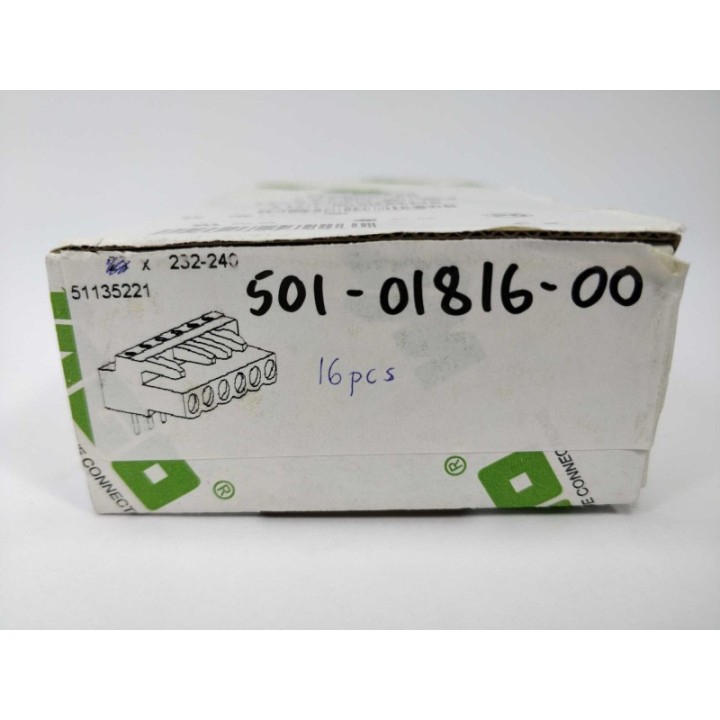 x 232-240
501-01816-00
51135221
16pcs
E CONNECT
®
®
E CONNEC